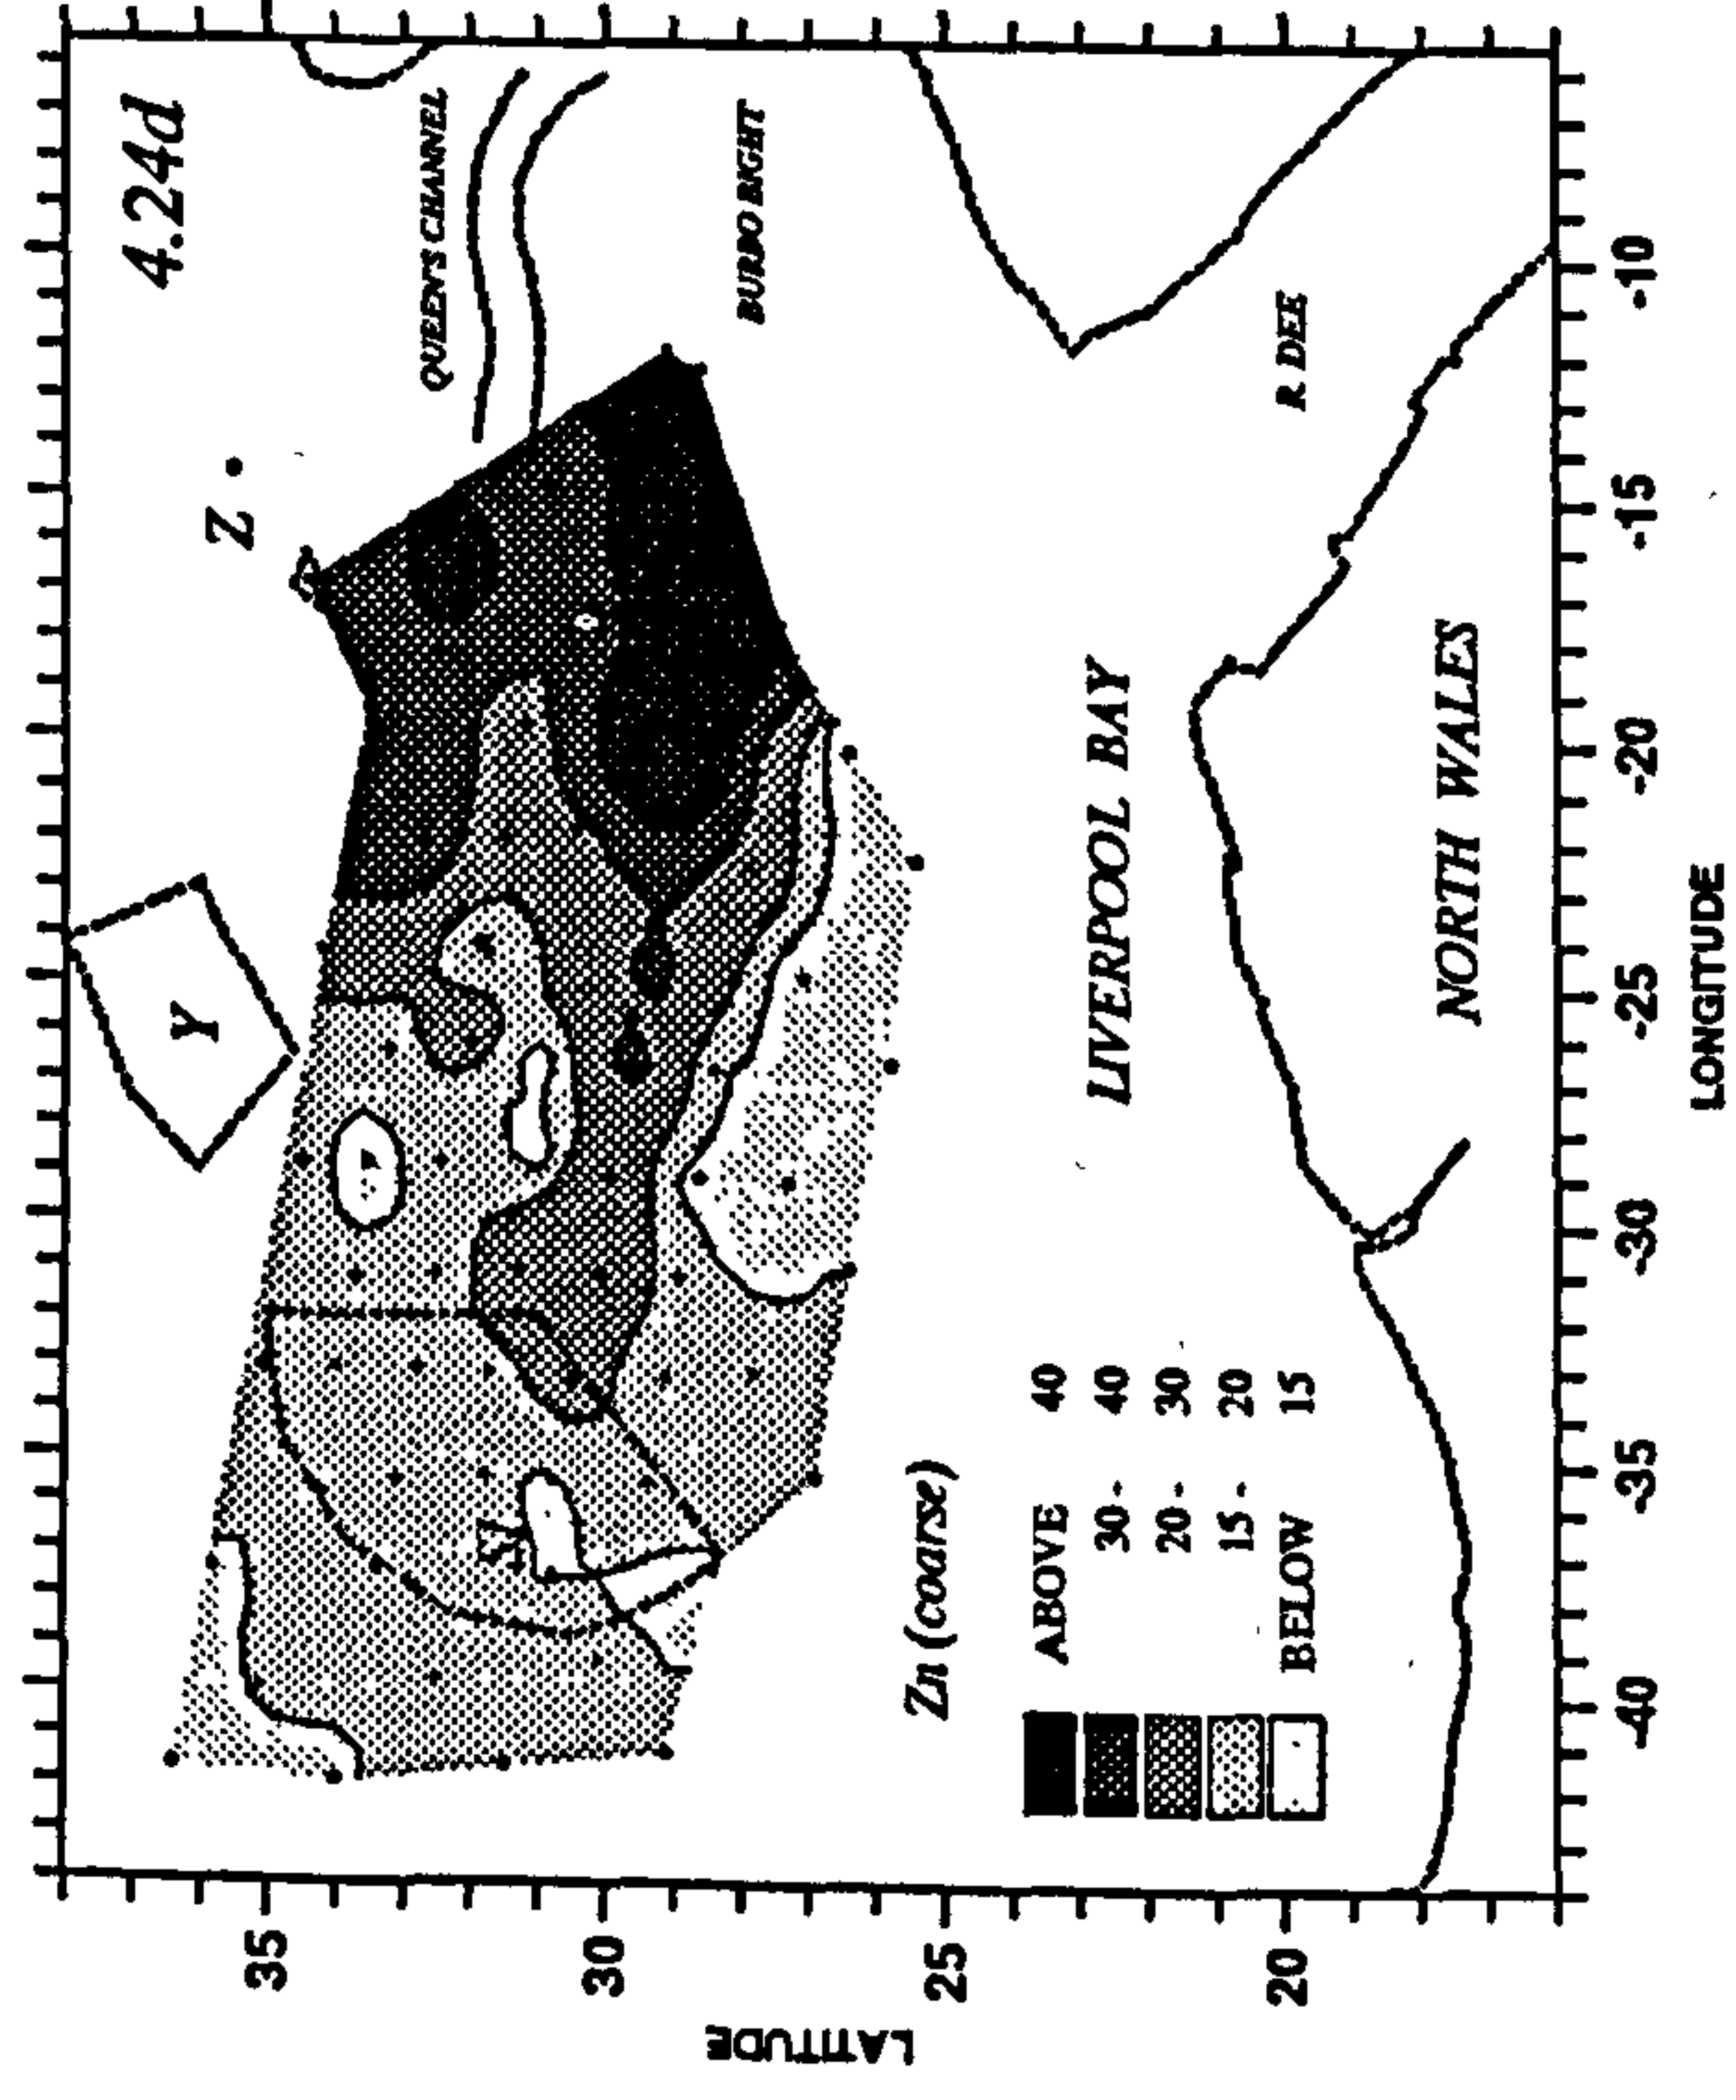 4.24d
Y
Z
QUEEN'S CHANNEL
BURBO BIGHT
LIVERPOOL BAY
R DEE
NORTH WALES
Zn (coarse)
ABOVE 40
30 - 40
20 - 30
15 - 20
BELOW 15
35
30
25
20
LATITUDE
-40 -35 -30 -25 -20 -15 -10
LONGITUDE